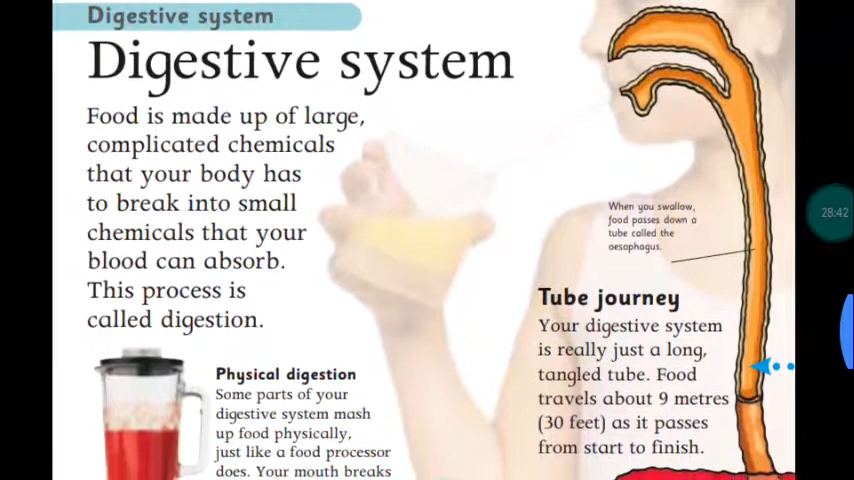 Digestive system
Digestive system
Food is made up of large,
complicated chemicals
that your body has
to break into small
chemicals that your
blood can absorb.
This process is
called digestion.
Physical digestion
Some parts of your
digestive system mash
up food physically,
just like a food processor
does. Your mouth breaks
When you swallow,
food passes down a
tube called the
oesophagus.
Tube journey
Your digestive system
is really just a long,
tangled tube. Food
travels about 9 metres
(30 feet) as it passes
from start to finish.
28:42